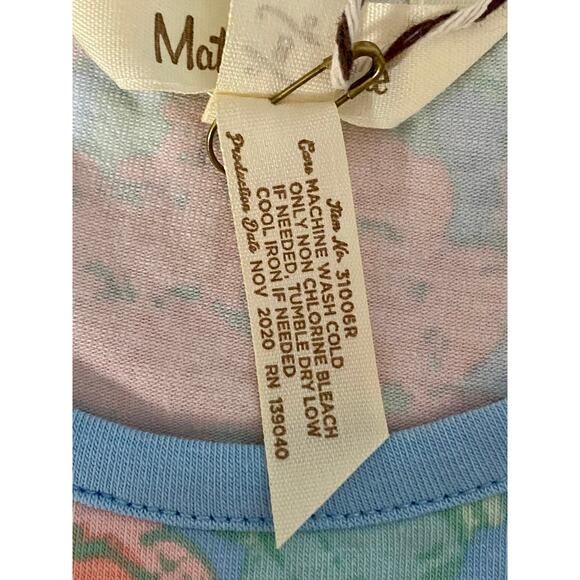 Mat
e
Item No. 31006R
Care MACHINE WASH COLD
ONLY NON CHLORINE BLEACH
IF NEEDED, TUMBLE DRY LOW
COOL IRON IF NEEDED
Production Date NOV 2020 RN 139040